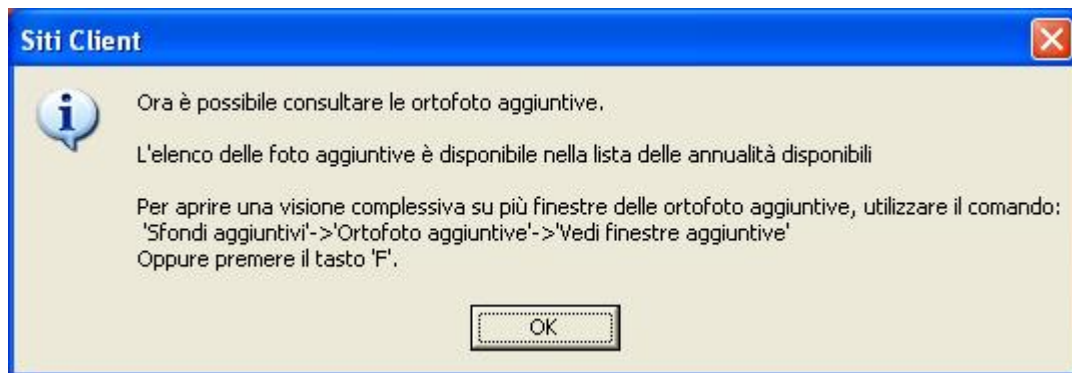 Siti Client
Ora è possibile consultare le ortofoto aggiuntive.
L'elenco delle foto aggiuntive è disponibile nella lista delle annualità disponibili
Per aprire una visione complessiva su più finestre delle ortofoto aggiuntive, utilizzare il comando:
'Sfondi aggiuntivi'->'Ortofoto aggiuntive'->'Vedi finestre aggiuntive'
Oppure premere il tasto 'F'.
OK